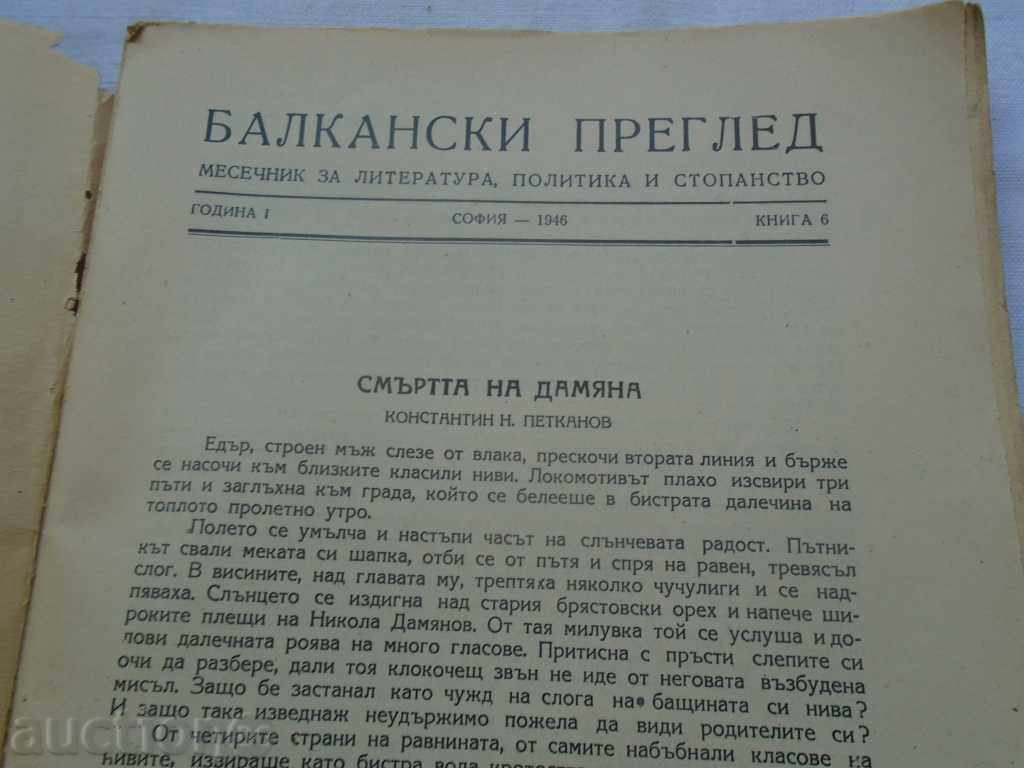 БАЛКАНСКИ ПРЕГЛЕД
МЕСЕЧНИК ЗА ЛИТЕРАТУРА, ПОЛИТИКА И СТОПАНСТВО
ГОДИНА I СОФИЯ — 1946 КНИГА 6
СМЪРТТА НА ДАМЯНА
КОНСТАНТИН Н. ПЕТКАНОВ
Едър, строен мъж слезе от влака, прескочи втората линия и бърже
се насочи към близките класили ниви. Локомотивът плахо изсвири три
пъти и заглъхна към града, който се белееше в бистрата далечина на
топлото пролетно утро.
Полето се умълча и настъпи часът на слънчевата радост. Пътни-
кът свали меката си шапка, отби се от пътя и спря на равен, тревясъл
слог. В висините, над главата му, трептяха няколко чучулиги и се над-
пяваха. Слънцето се издигна над стария брястовски орех и напече ши-
роките плещи на Никола Дамянов. От тая милувка той се услуша и до-
лови далечната роява на много гласове. Притисна с пръсти слепите си
очи да разбере, дали тоя клокочещ звън не иде от неговата възбудена
мисъл. Защо бе застанал като чужд на слога на бащината си нива?
И защо така изведнаж неудържимо пожела да види родителите си?
От четирите страни на равнината, от самите набъбнали класове на
нивите, извираше като бистра вода
auction